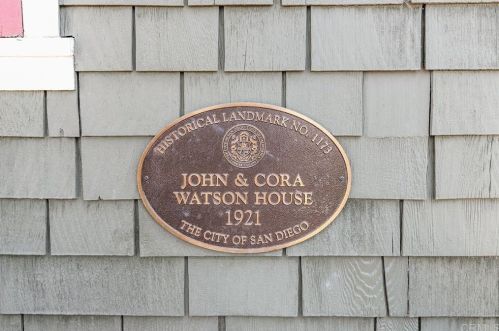 HISTORICAL LANDMARK NO. 1173
JOHN & CORA
WATSON HOUSE
1921
THE CITY OF SAN DIEGO